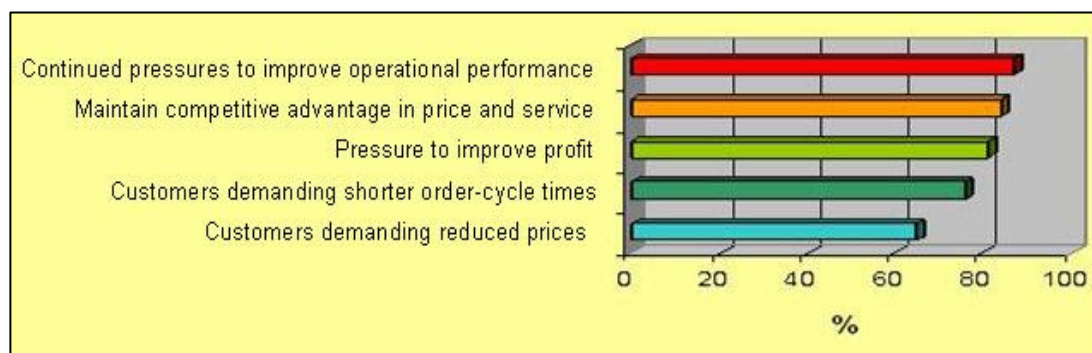 Continued pressures to improve operational performance
Maintain competitive advantage in price and service
Pressure to improve profit
Customers demanding shorter order-cycle times
Customers demanding reduced prices
0 20 40 60 80 100
%